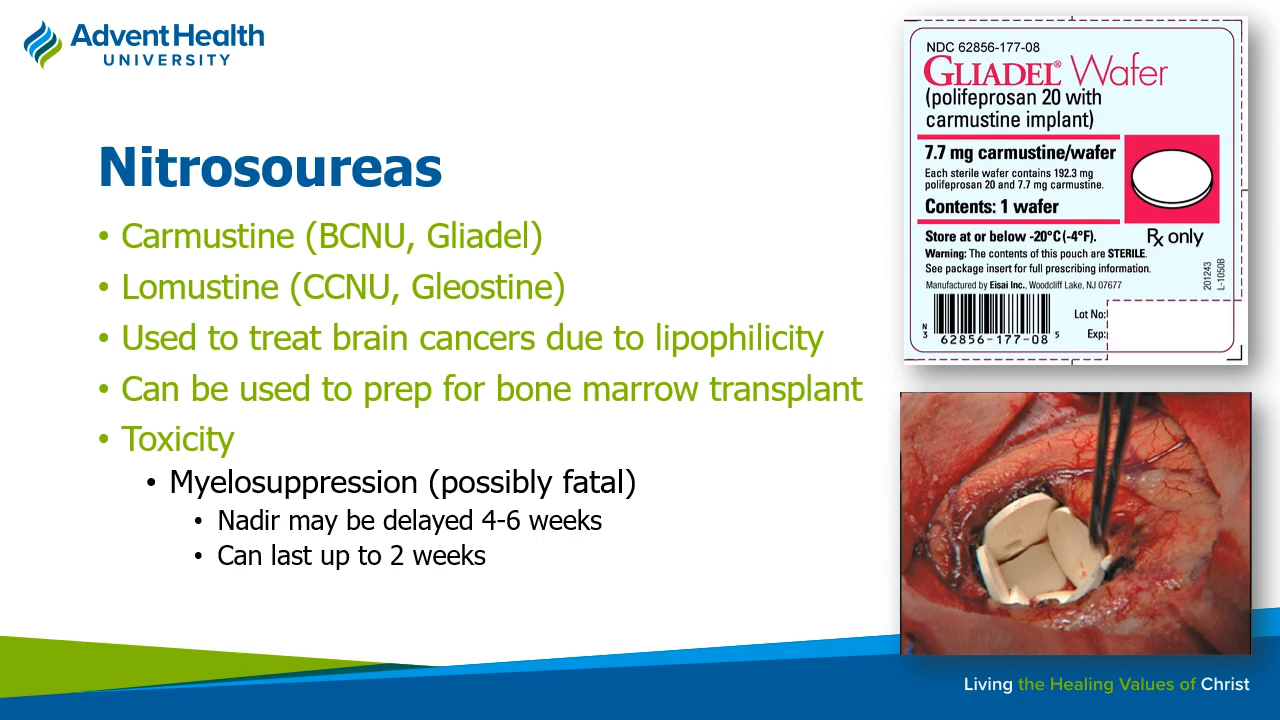 AdventHealth
UNIVERSITY
Nitrosoureas
• Carmustine (BCNU, Gliadel)
• Lomustine (CCNU, Gleostine)
• Used to treat brain cancers due to lipophilicity
• Can be used to prep for bone marrow transplant
• Toxicity
• Myelosuppression (possibly fatal)
• Nadir may be delayed 4-6 weeks
• Can last up to 2 weeks
NDC 62856-177-08
GLIADEL® Wafer
(polifeprosan 20 with
carmustine implant)
7.7 mg carmustine/wafer
Each sterile wafer contains 192.3 mg
polifeprosan 20 and 7.7 mg carmustine.
Contents: 1 wafer
Store at or below -20°C(-4°F).
Rx only
Warning: The contents of this pouch are STERILE.
See package insert for full prescribing information.
Manufactured by Eisai Inc., Woodcliff Lake, NJ 07677
201243
L-1050B
Lot No:
Exp:
N
3
62856-177-08
5
Living the Healing Values of Christ